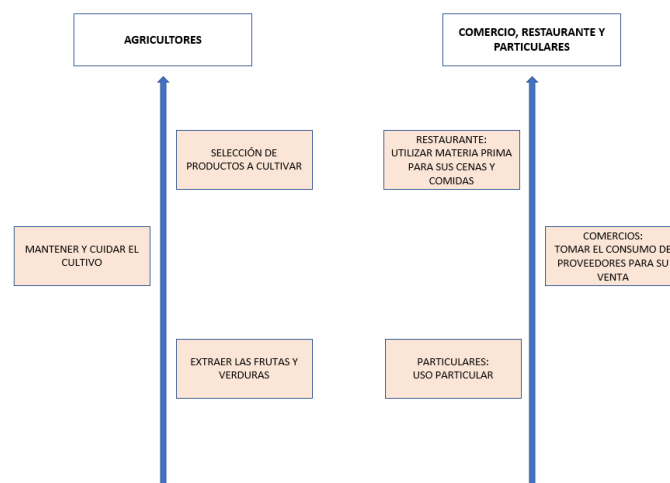 AGRICULTORES
COMERCIO, RESTAURANTE Y
PARTICULARES
SELECCIÓN DE
PRODUCTOS A CULTIVAR
RESTAURANTE:
UTILIZAR MATERIA PRIMA
PARA SUS CENAS Y
COMIDAS
MANTENER Y CUIDAR EL
CULTIVO
COMERCIOS:
TOMAR EL CONSUMO DE
PROVEEDORES PARA SU
VENTA
EXTRAER LAS FRUTAS Y
VERDURAS
PARTICULARES:
USO PARTICULAR